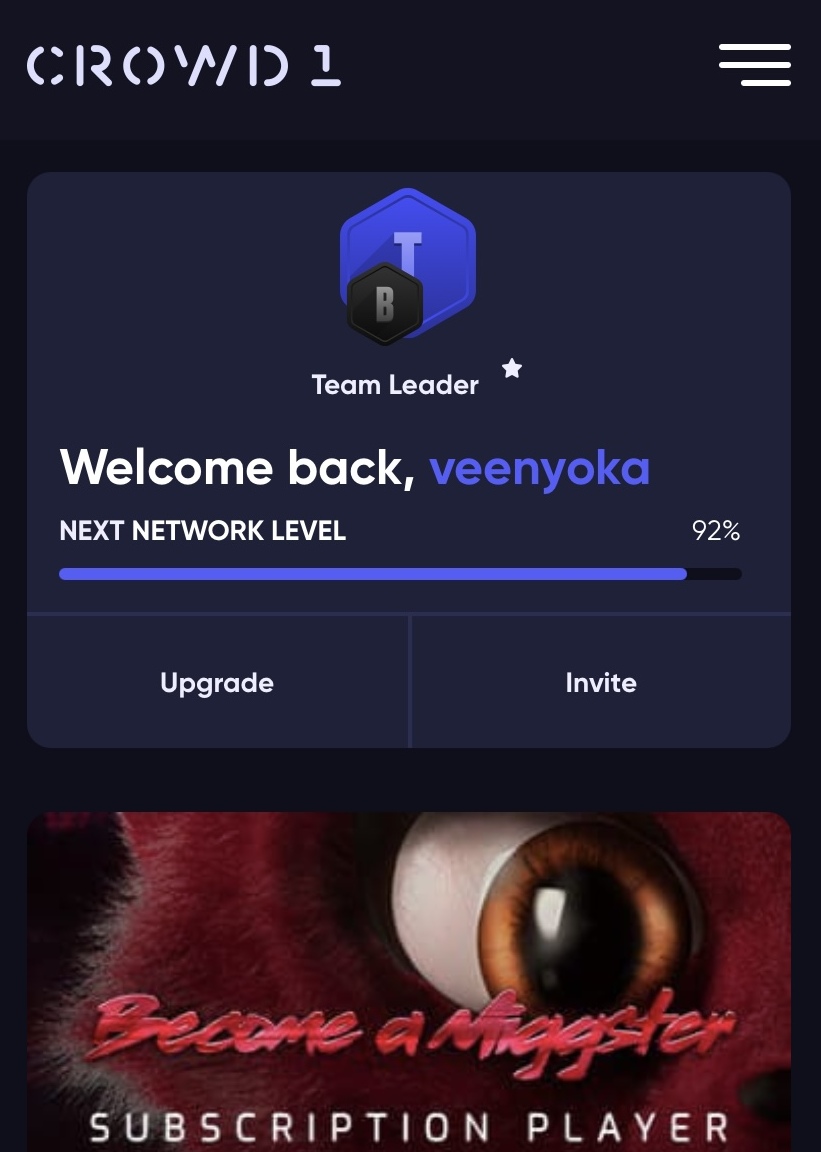 CROWD 1
T
B
Team Leader
Welcome back, veenyoka
NEXT NETWORK LEVEL 92%
Upgrade Invite
Become a Miggster
SUBSCRIPTION PLAYER